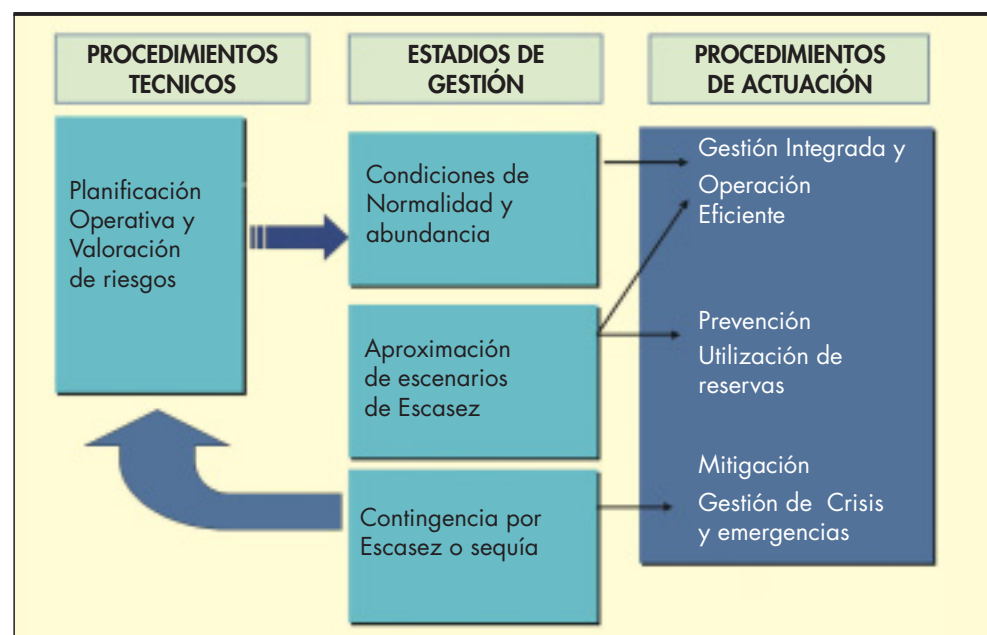 PROCEDIMIENTOS
TECNICOS
ESTADIOS DE
GESTIÓN
PROCEDIMIENTOS
DE ACTUACIÓN
Planificación
Operativa y
Valoración
de riesgos
Condiciones de
Normalidad y
abundancia
Aproximación
de escenarios
de Escasez
Contingencia por
Escasez o sequía
Gestión Integrada y
Operación
Eficiente
Prevención
Utilización de
reservas
Mitigación
Gestión de Crisis
y emergencias